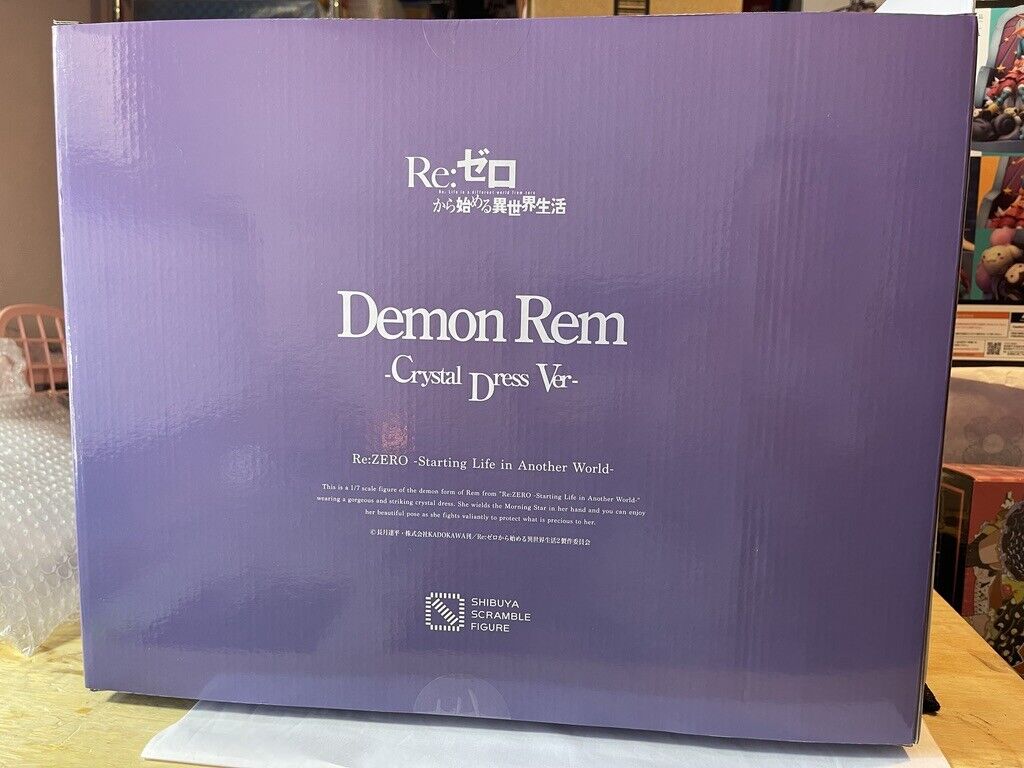 Re:ゼロ
Re: Life in a different world from zero
から始める異世界生活
Demon Rem
-Crystal Dress Ver-
Re:ZERO -Starting Life in Another World-
This is a 1/7 scale figure of the demon form of Rem from "Re:ZERO -Starting Life in Another World-"
wearing a gorgeous and striking crystal dress. She wields the Morning Star in her hand and you can enjoy
her beautiful pose as she fights valiantly to protect what is precious to her.
©長月達平・株式会社KADOKAWA刊/Re:ゼロから始める異世界生活2製作委員会
SHIBUYA
SCRAMBLE
FIGURE